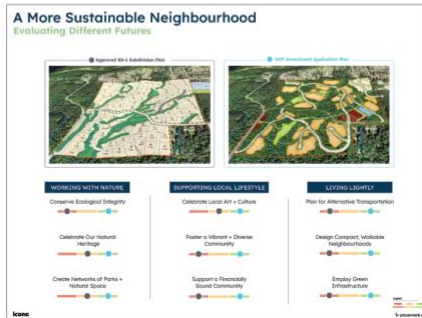 A More Sustainable Neighbourhood
Evaluating Different Futures
Approved RS-1 Subdivision Plan
OCP Amendment Application Plan
WORKING WITH NATURE
SUPPORTING LOCAL LIFESTYLE
LIVING LIGHTLY
Conserve Ecological Integrity
Celebrate Local Art + Culture
Plan for Alternative Transportation
Celebrate Our Natural
Heritage
Foster a Vibrant + Diverse
Community
Design Compact, Walkable
Neighbourhoods
Create Networks of Parks +
Natural Space
Support a Financially
Sound Community
Employ Green
Infrastructure
icona
placemark